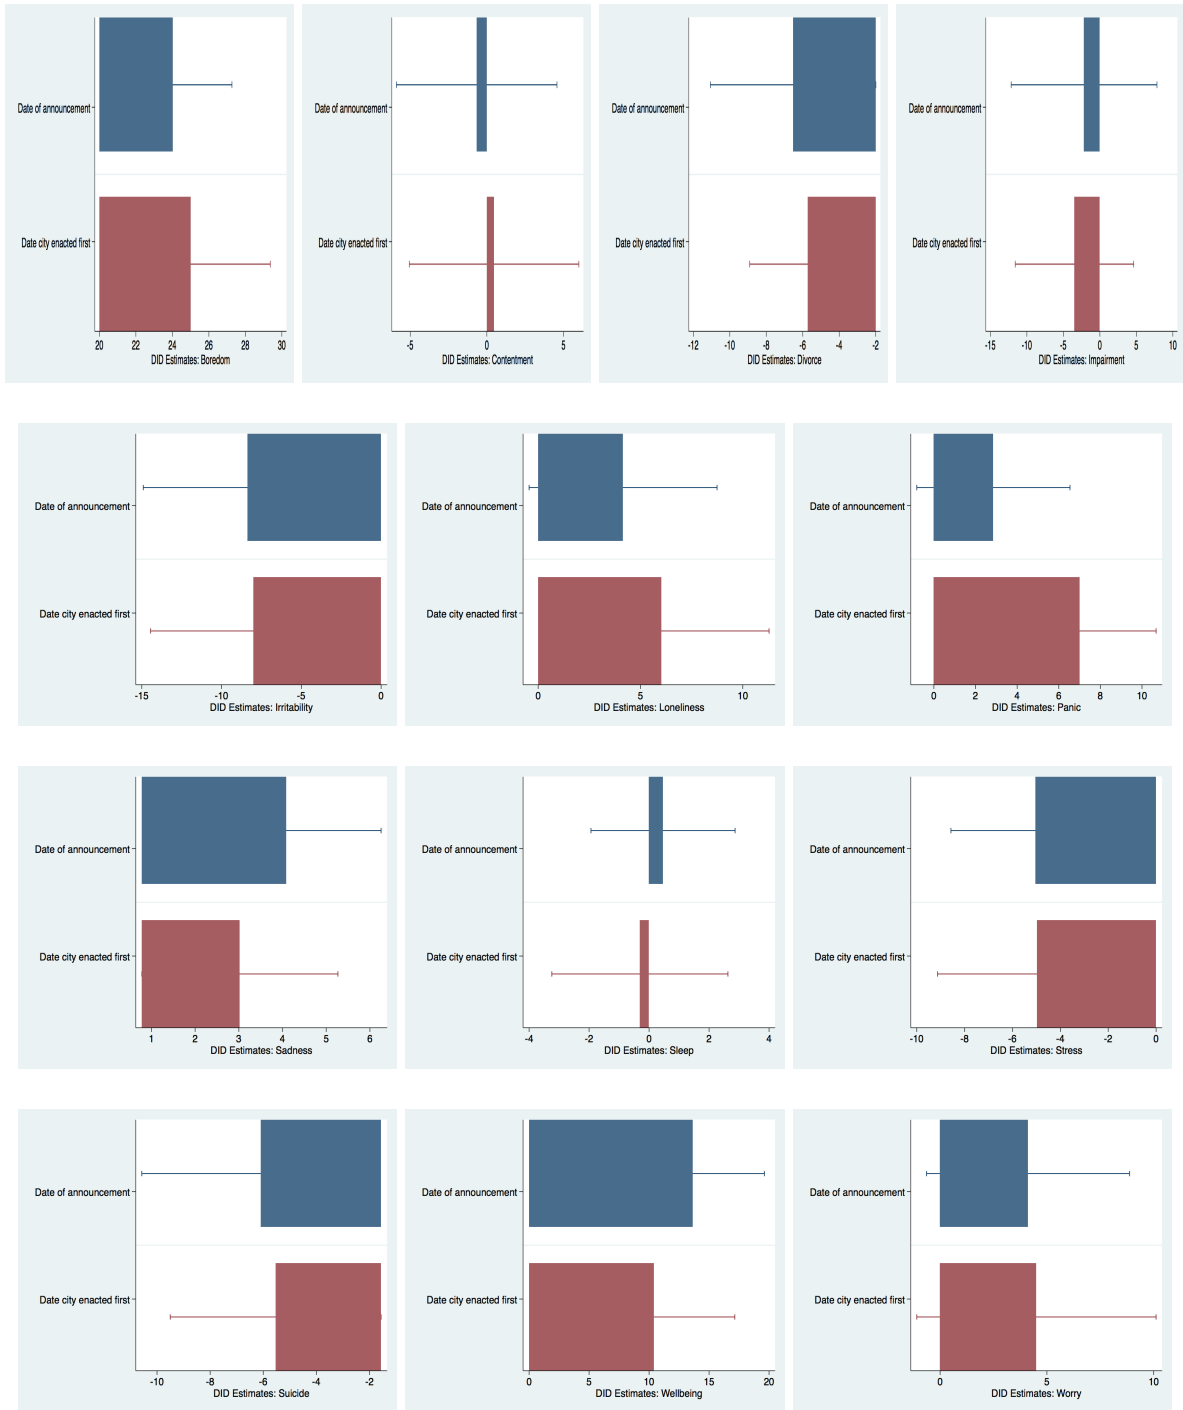 Date of announcement
Date city enacted first
20 22 24 26 28 30
DID Estimates: Boredom
Date of announcement
Date city enacted first
-5 0 5
DID Estimates: Contentment
Date of announcement
Date city enacted first
-12 -10 -8 -6 -4 -2
DID Estimates: Divorce
Date of announcement
Date city enacted first
-15 -10 -5 0 5 10
DID Estimates: Impairment
Date of announcement
Date city enacted first
-15 -10 -5 0
DID Estimates: Irritability
Date of announcement
Date city enacted first
0 5 10
DID Estimates: Loneliness
Date of announcement
Date city enacted first
0 2 4 6 8 10
DID Estimates: Panic
Date of announcement
Date city enacted first
1 2 3 4 5 6
DID Estimates: Sadness
Date of announcement
Date city enacted first
-4 -2 0 2 4
DID Estimates: Sleep
Date of announcement
Date city enacted first
-10 -8 -6 -4 -2 0
DID Estimates: Stress
Date of announcement
Date city enacted first
-10 -8 -6 -4 -2
DID Estimates: Suicide
Date of announcement
Date city enacted first
0 5 10 15 20
DID Estimates: Wellbeing
Date of announcement
Date city enacted first
0 5 10
DID Estimates: Worry